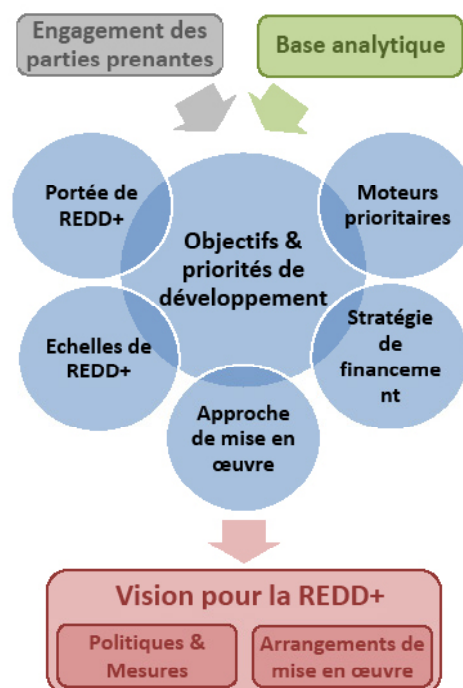 Engagement des
parties prenantes
Base analytique
Portée de
REDD+
Moteurs
prioritaires
Objectifs &
priorités de
développement
Echelles de
REDD+
Stratégie
de
financeme
nt
Approche
de mise en
œuvre
Vision pour la REDD+
Politiques &
Mesures
Arrangements de
mise en œuvre